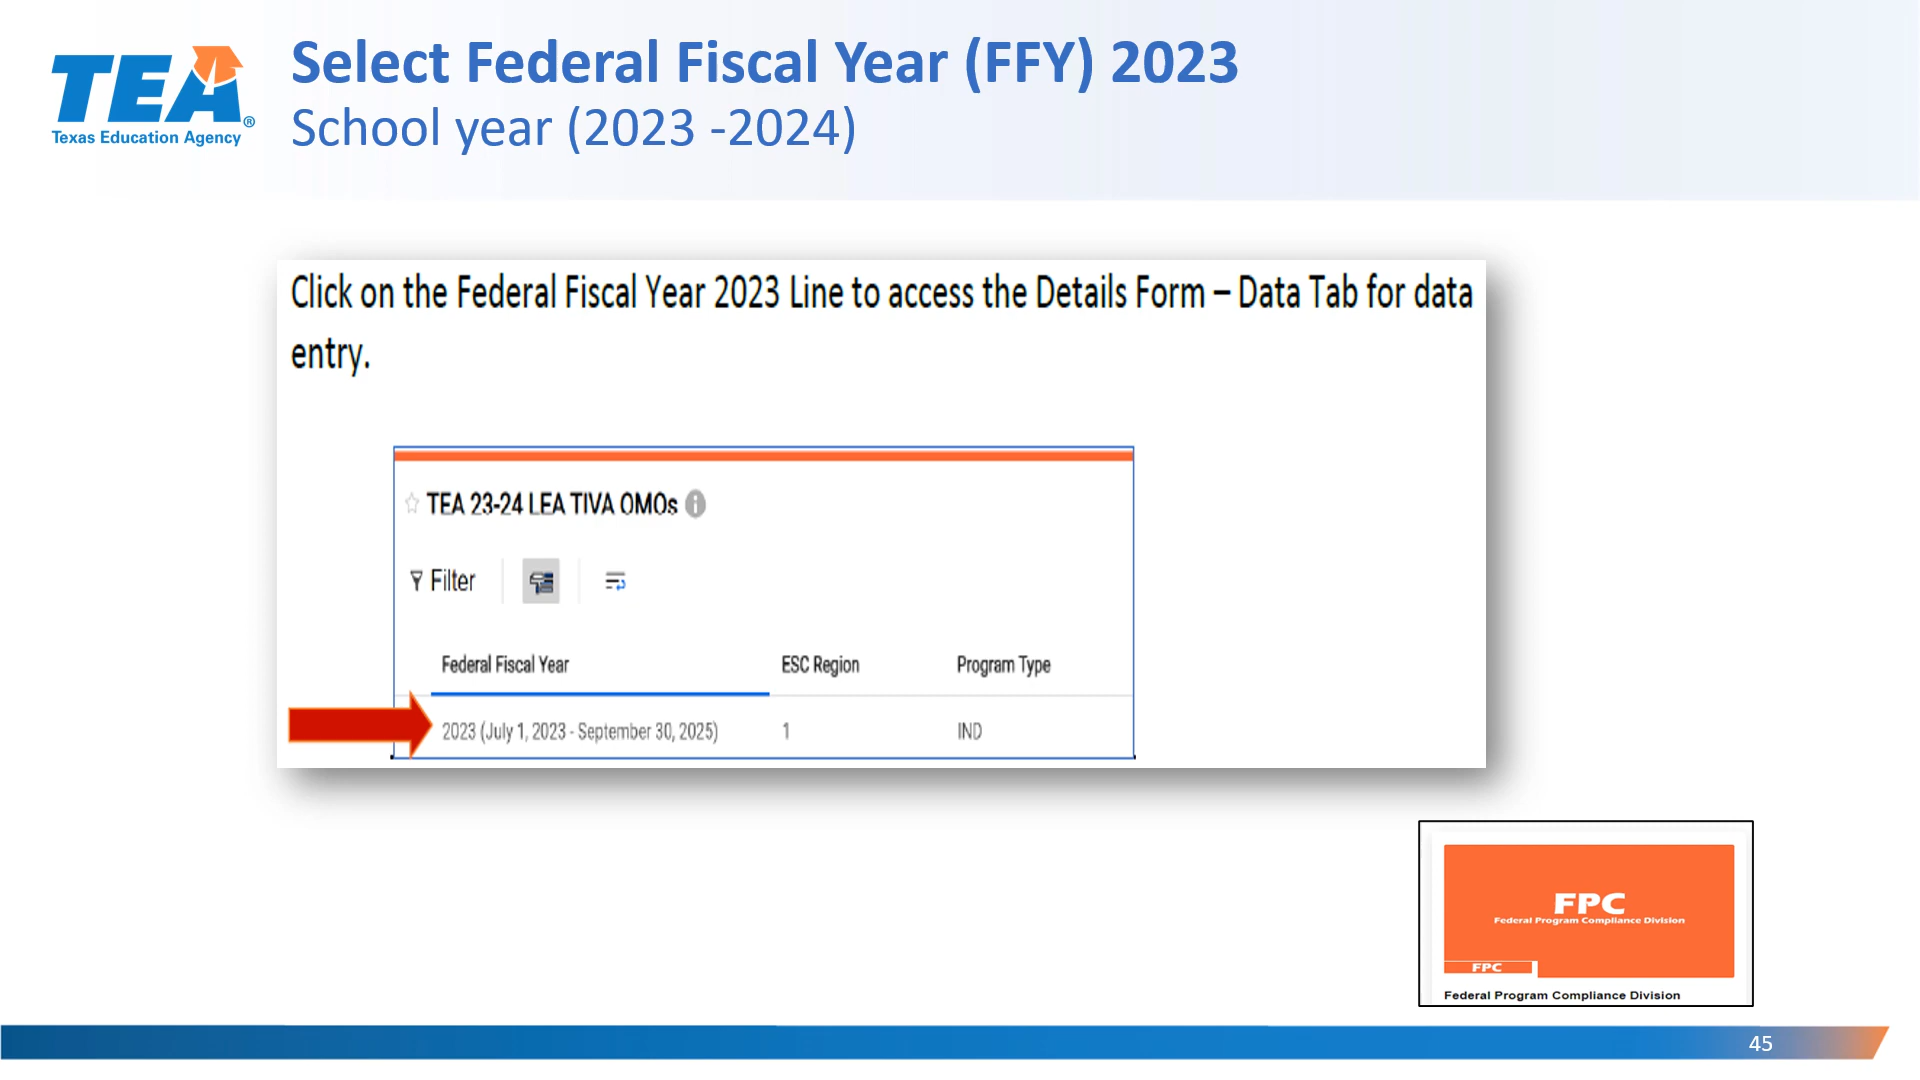 TEA®
Texas Education Agency
Select Federal Fiscal Year (FFY) 2023
School year (2023 -2024)
Click on the Federal Fiscal Year 2023 Line to access the Details Form – Data Tab for data
entry.
TEA 23-24 LEA TIVA OMOs
Filter
Federal Fiscal Year ESC Region Program Type
2023 (July 1, 2023 - September 30, 2025) 1 IND
FPC
Federal Program Compliance Division
FPC
Federal Program Compliance Division
45